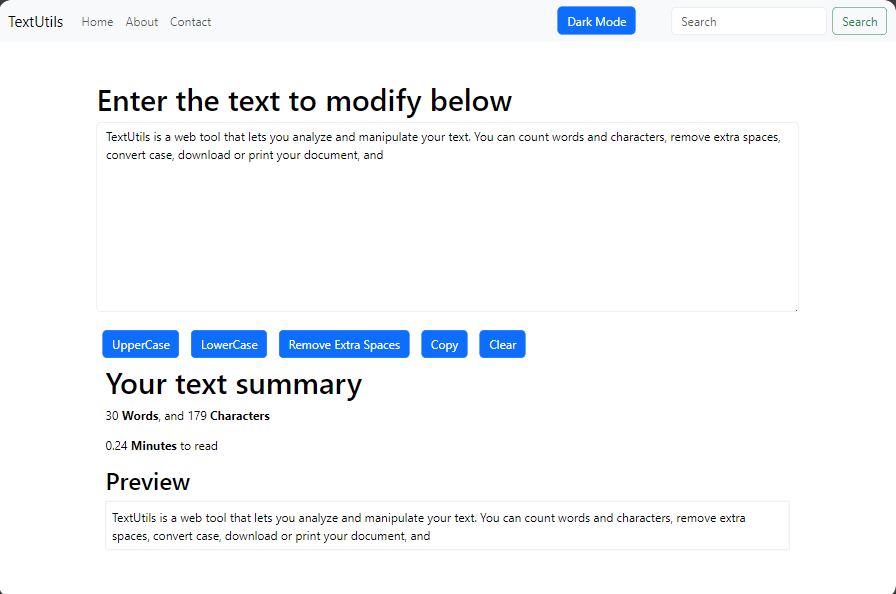 TextUtils Home About Contact Dark Mode Search Search
Enter the text to modify below
TextUtils is a web tool that lets you analyze and manipulate your text. You can count words and characters, remove extra spaces,
convert case, download or print your document, and
UpperCase LowerCase Remove Extra Spaces Copy Clear
Your text summary
30 Words, and 179 Characters
0.24 Minutes to read
Preview
TextUtils is a web tool that lets you analyze and manipulate your text. You can count words and characters, remove extra
spaces, convert case, download or print your document, and